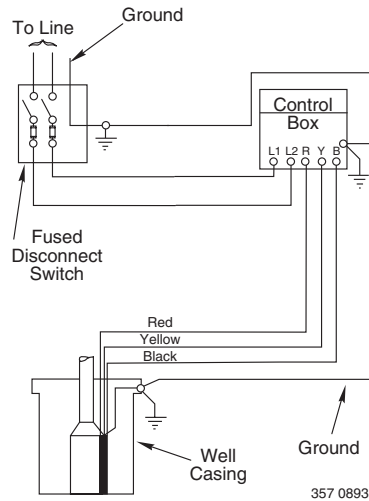 To Line
Ground
Control
Box
L1 L2 R Y B
Fused
Disconnect
Switch
Red
Yellow
Black
Well
Casing
Ground
357 0893